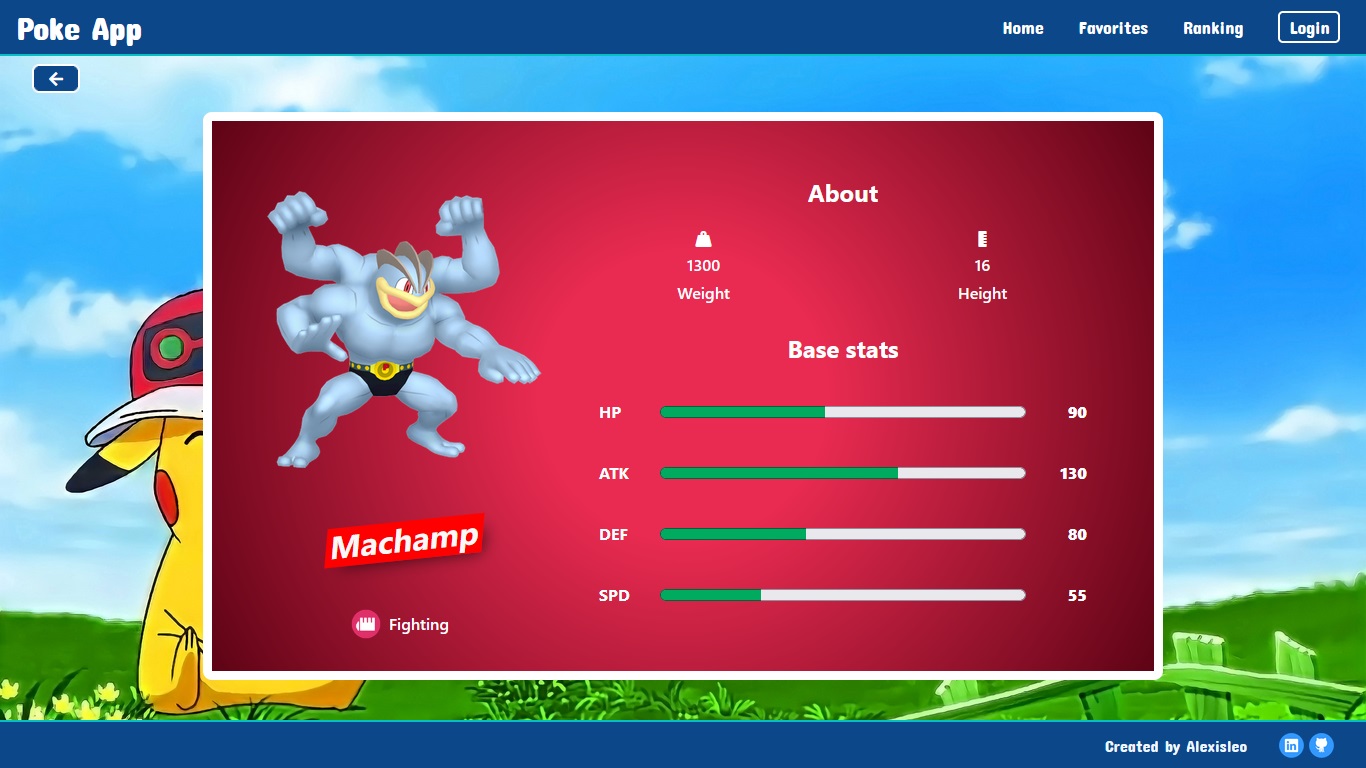 Poke App
Home Favorites Ranking Login
About
1300 16
Weight Height
Base stats
HP 90
ATK 130
DEF 80
SPD 55
Machamp
Fighting
Created by Alexisleo
in